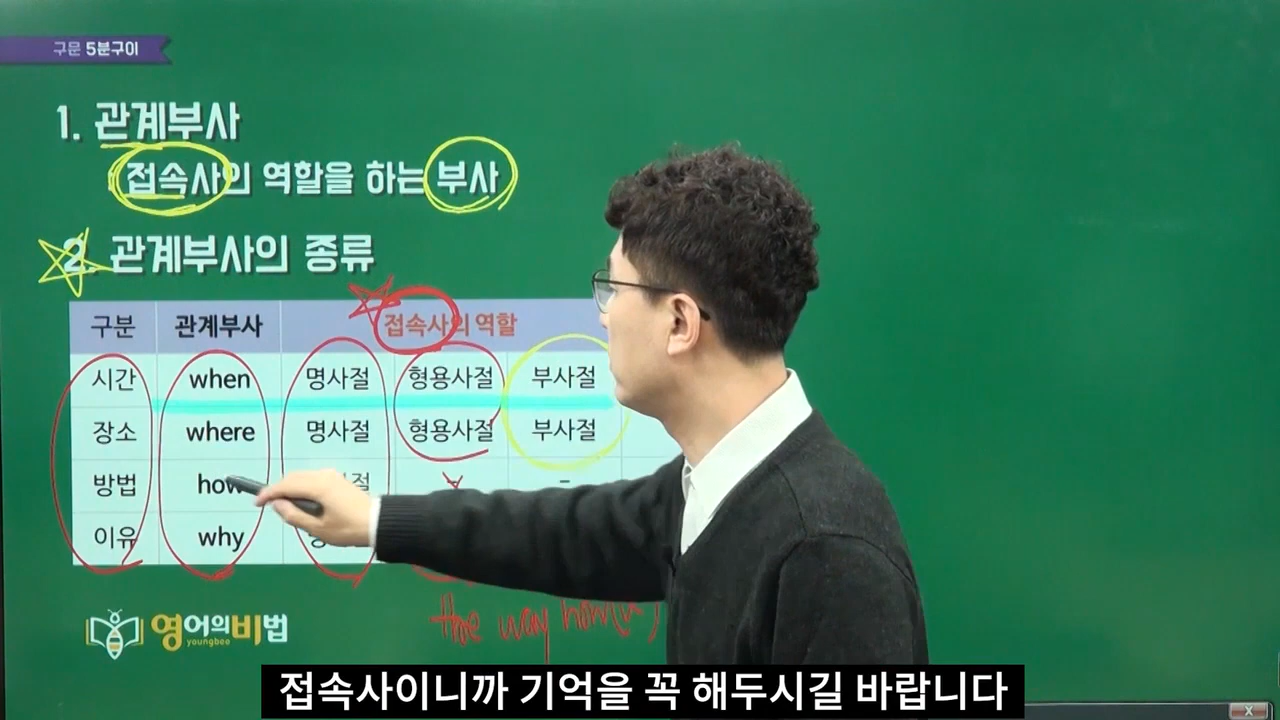 구문 5분구이
1. 관계부사
접속사의 역할을 하는 부사
2. 관계부사의 종류
구분 관계부사 접속사의 역할
시간 when 명사절 형용사절 부사절
장소 where 명사절 형용사절 부사절
방법 how 절 x -
이유 why
the way how(x)
영어의비법
youngbee
접속사이니까 기억을 꼭 해두시길 바랍니다